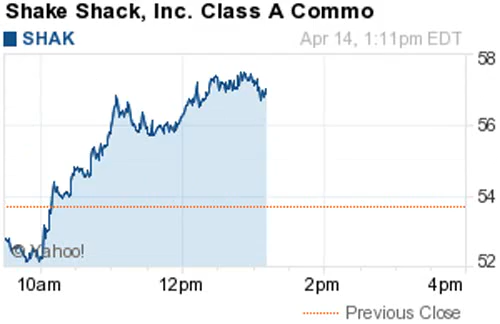 Shake Shack, Inc. Class A Commo
SHAK
Apr 14, 1:11pm EDT
58
56
54
52
© Yahoo!
10am 12pm 2pm 4pm
Previous Close